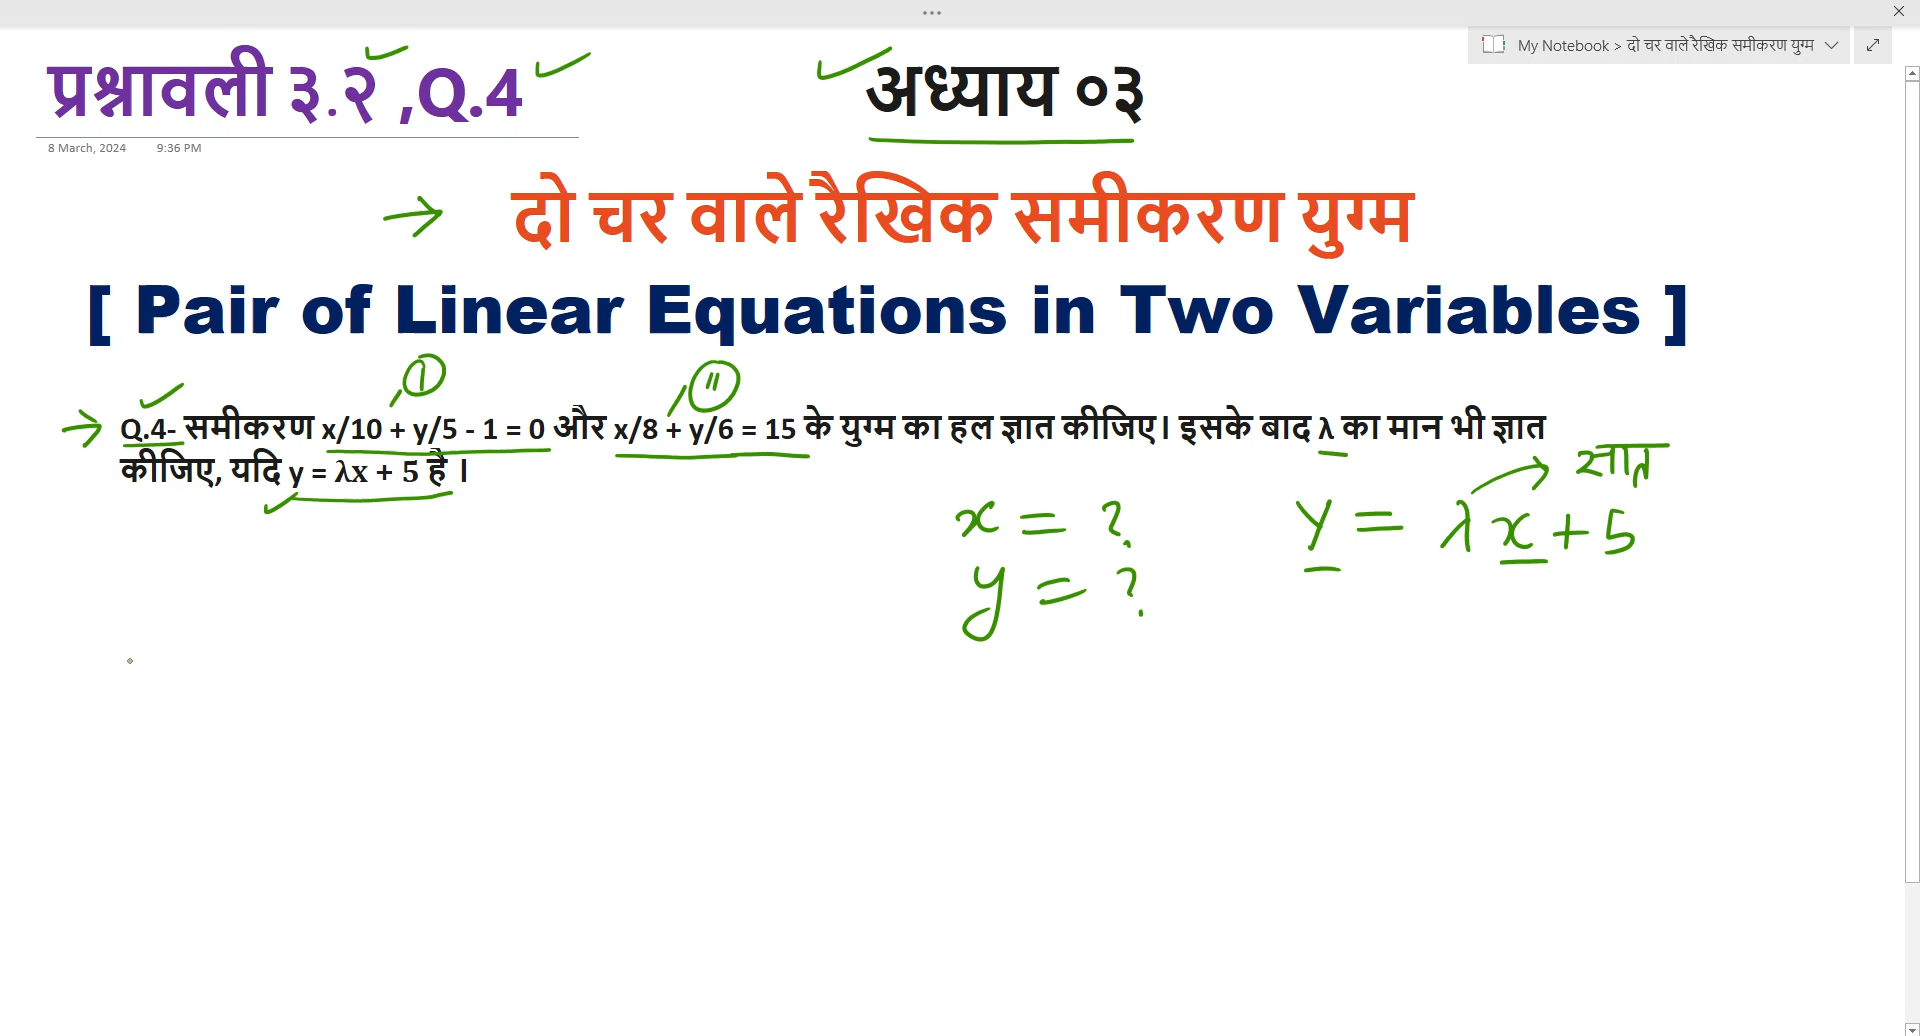 My Notebook > दो चर वाले रैखिक समीकरण युग्म
प्रश्नावली ३.२ ,Q.4
अध्याय ०३
8 March, 2024 9:36 PM
दो चर वाले रैखिक समीकरण युग्म
[ Pair of Linear Equations in Two Variables ]
I II
Q.4- समीकरण x/10 + y/5 - 1 = 0 और x/8 + y/6 = 15 के युग्म का हल ज्ञात कीजिए। इसके बाद λ का मान भी ज्ञात
कीजिए, यदि y = λx + 5 है ।
ज्ञात
x = ? y = λx + 5
y = ?